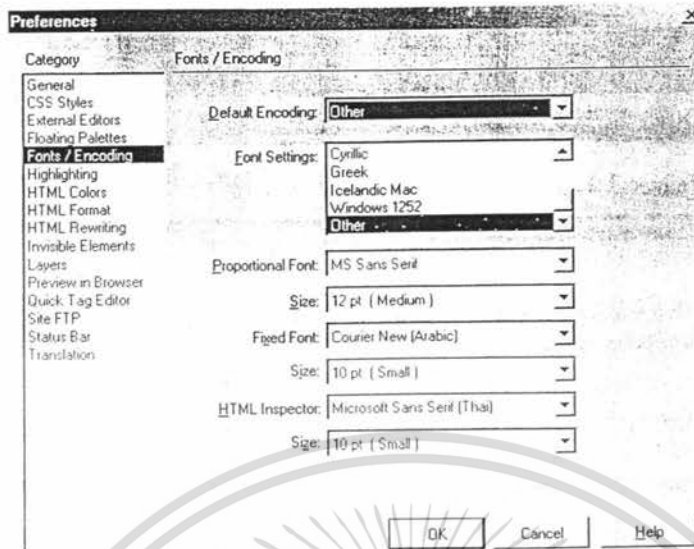 Preferences
Category
General
CSS Styles
External Editors
Floating Palettes
Fonts / Encoding
Highlighting
HTML Colors
HTML Format
HTML Rewriting
Invisible Elements
Layers
Preview in Browser
Quick Tag Editor
Site FTP
Status Bar
Translation
Fonts / Encoding
Default Encoding: Other
Font Settings: Cyrillic
Greek
Icelandic Mac
Windows 1252
Other
Proportional Font: MS Sans Serif
Size: 12 pt ( Medium )
Fixed Font: Courier New (Arabic)
Size: 10 pt ( Small )
HTML Inspector: Microsoft Sans Serif (Thai)
Size: 10 pt ( Small )
OK Cancel Help